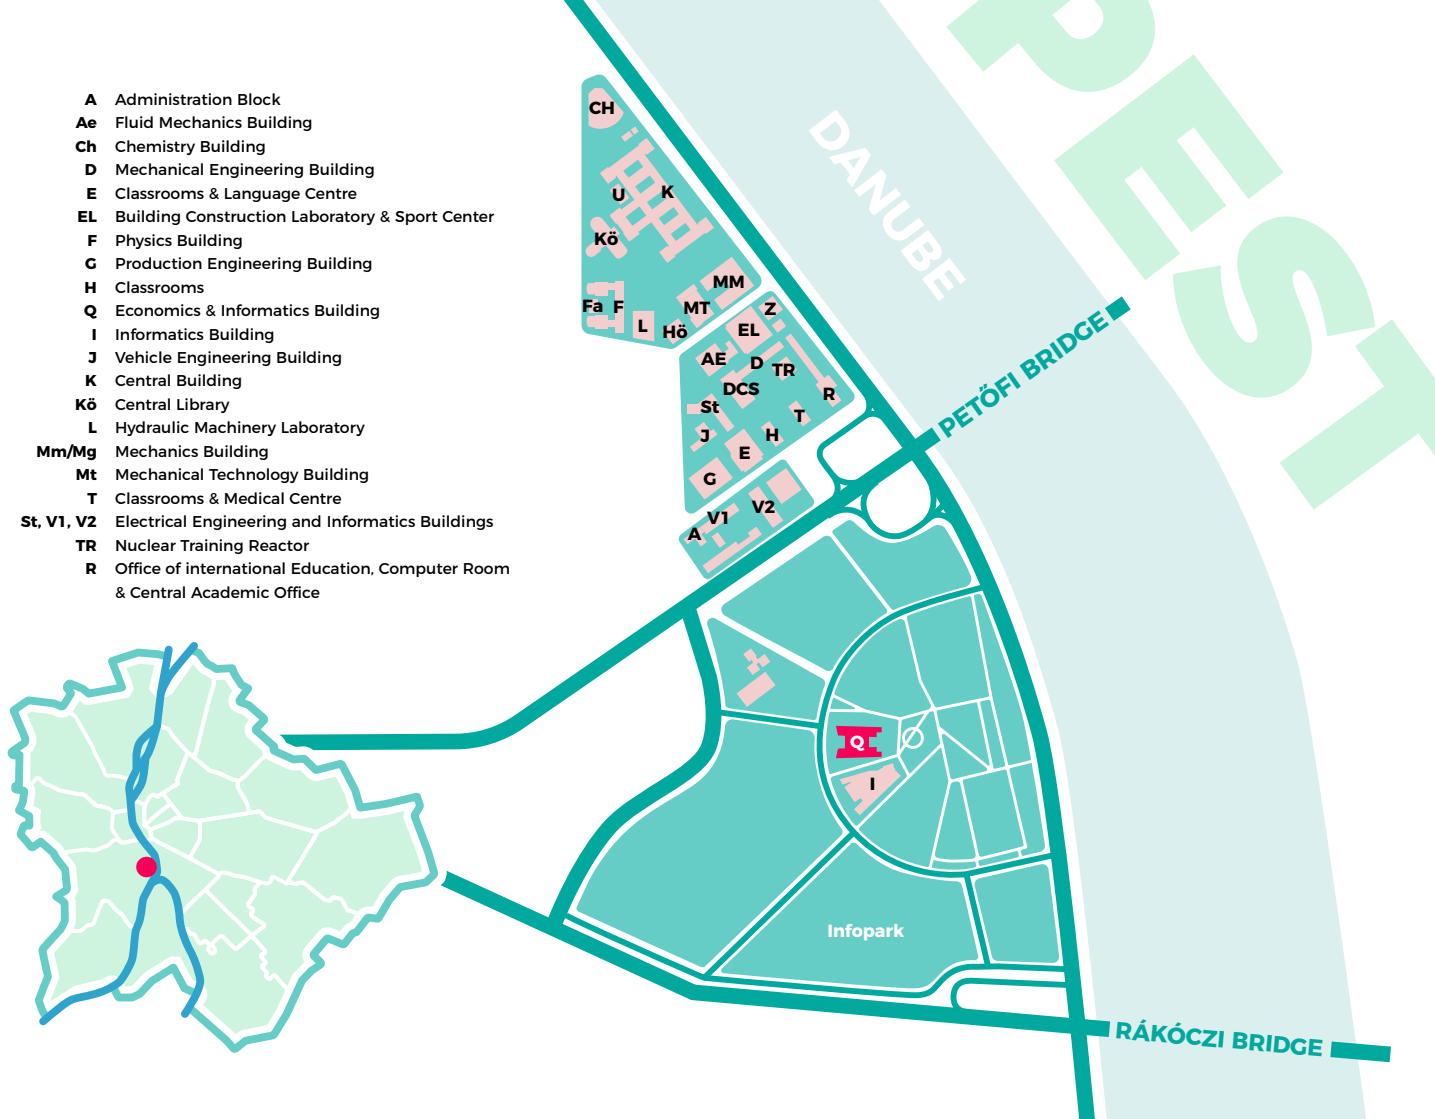 A Administration Block
Ae Fluid Mechanics Building
Ch Chemistry Building
D Mechanical Engineering Building
E Classrooms & Language Centre
EL Building Construction Laboratory & Sport Center
F Physics Building
G Production Engineering Building
H Classrooms
Q Economics & Informatics Building
I Informatics Building
J Vehicle Engineering Building
K Central Building
Kö Central Library
L Hydraulic Machinery Laboratory
Mm/Mg Mechanics Building
Mt Mechanical Technology Building
T Classrooms & Medical Centre
St, V1, V2 Electrical Engineering and Informatics Buildings
TR Nuclear Training Reactor
R Office of international Education, Computer Room
& Central Academic Office
PEST
DANUBE
CH
U
K
Kö
MM
Fa
F
L
MT
Hö
Z
EL
AE
D
TR
DCS
R
St
T
J
H
E
G
V2
V1
A
PETŐFI BRIDGE
Q
I
Infopark
RÁKÓCZI BRIDGE